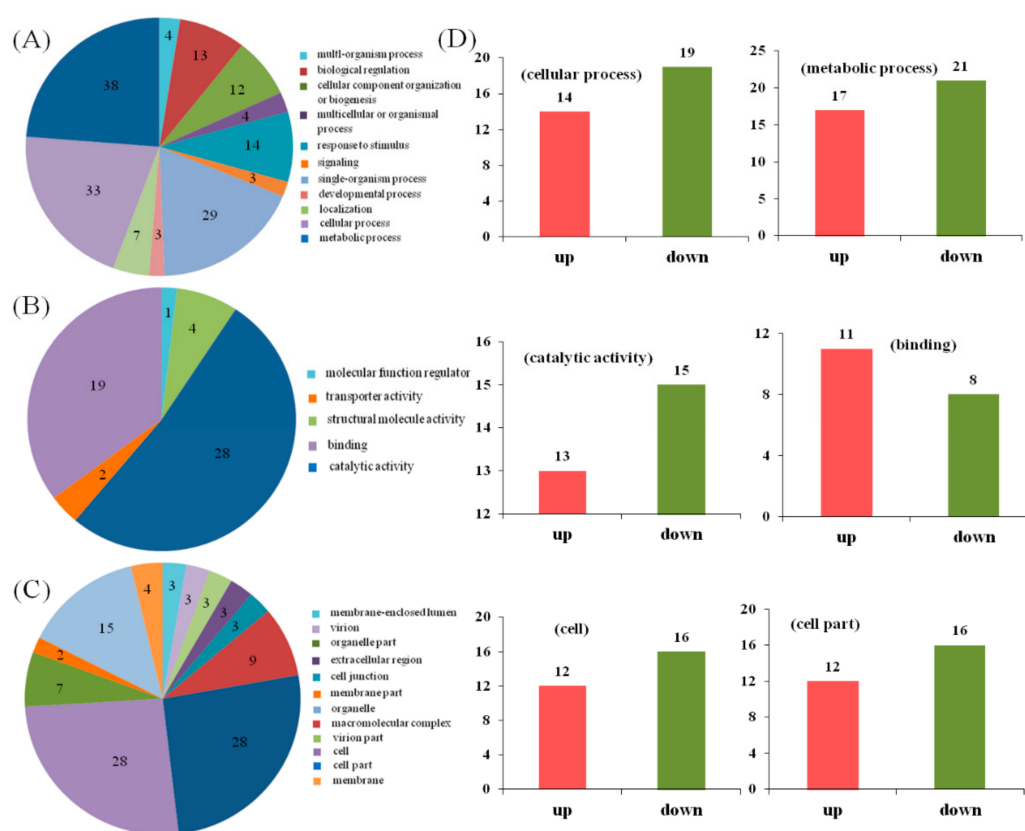 (A)
4
13
12
4
14
3
29
3
7
33
38
multi-organism process
biological regulation
cellular component organization
or biogenesis
multicellular or organismal
process
response to stimulus
signaling
single-organism process
developmental process
localization
cellular process
metabolic process
(B)
1
4
28
2
19
molecular function regulator
transporter activity
structural molecule activity
binding
catalytic activity
(C)
3
3
3
3
3
9
28
28
7
2
15
4
membrane-enclosed lumen
virion
organelle part
extracellular region
cell junction
membrane part
organelle
macromolecular complex
virion part
cell
cell part
membrane
(D)
(cellular process)
20
16
12
8
4
0
14
19
up
down
(metabolic process)
25
20
15
10
5
0
17
21
up
down
(catalytic activity)
16
15
14
13
12
13
15
up
down
(binding)
12
8
4
0
11
8
up
down
(cell)
20
16
12
8
4
0
12
16
up
down
(cell part)
20
16
12
8
4
0
12
16
up
down